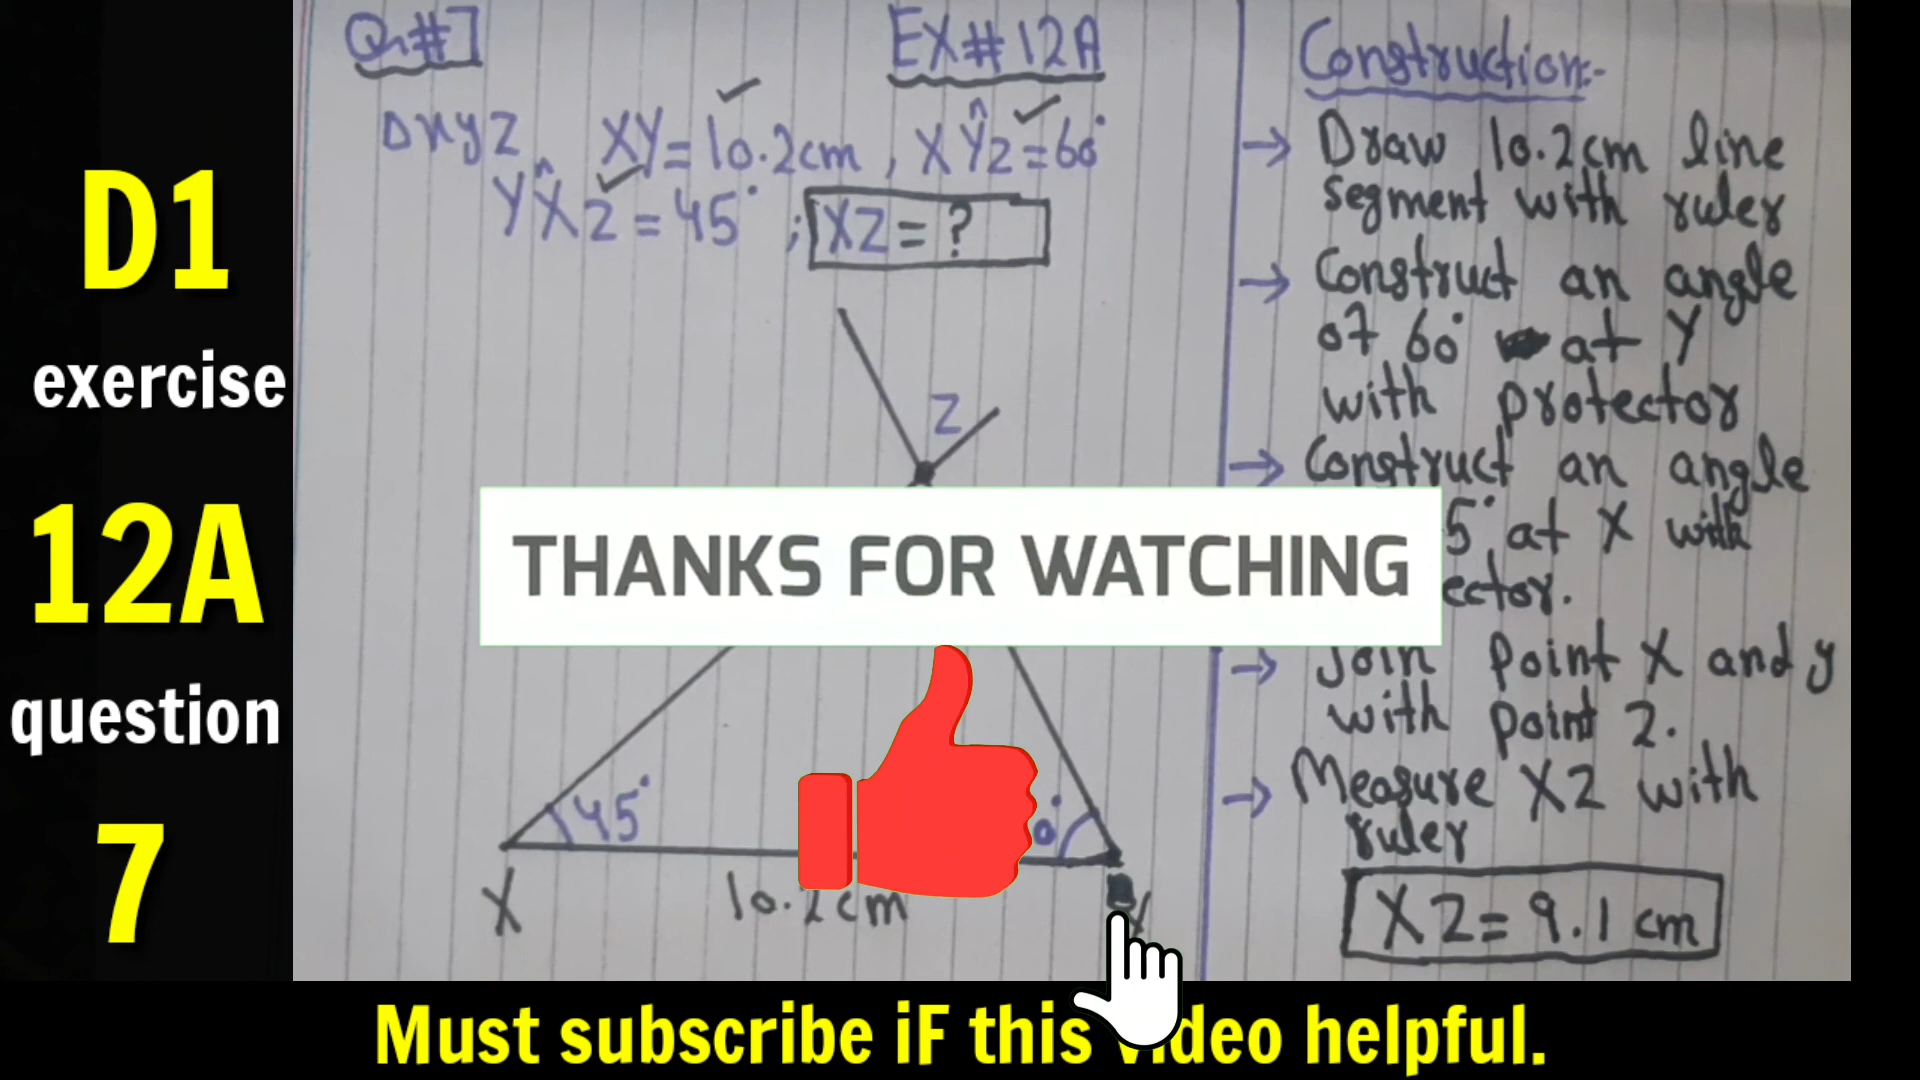 D1
exercise
12A
question
7
Qn#7
EX#12A
ΔXYZ, XY=10.2cm, XŶZ=60°
YX̂Z=45° ; XZ=?
Z
45°
X
10.2cm
Y
Construction:-
→ Draw 10.2cm line
segment with ruler
→ Construct an angle
of 60° at Y
with protector
→ Construct an angle
5° at X with
ector.
→ Join point X and y
with point Z.
→ Measure XZ with
ruler
XZ= 9.1 cm
THANKS FOR WATCHING
Must subscribe iF this video helpful.